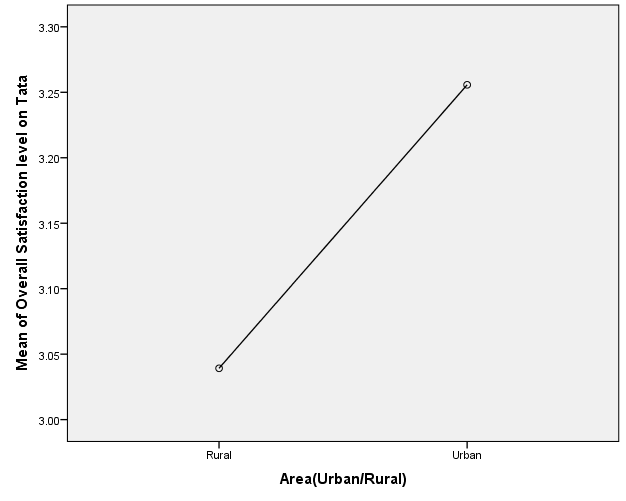 3.30
3.25
3.20
3.15
3.10
3.05
3.00
Mean of Overall Satisfaction level on Tata
Rural
Urban
Area(Urban/Rural)